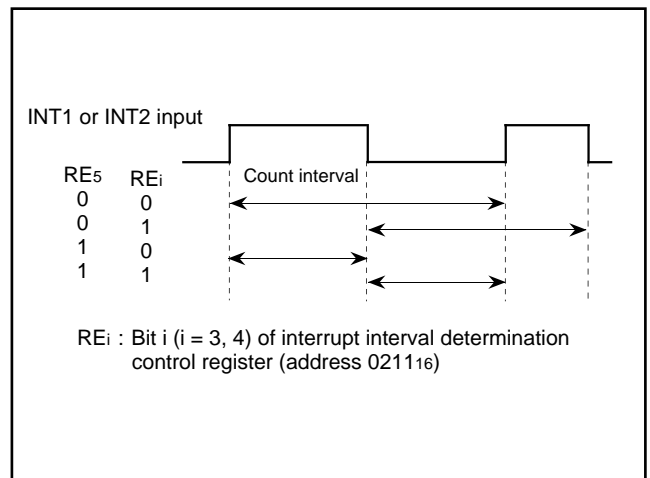 INT1 or INT2 input
RE5 REi Count interval
0 0
0 1
1 0
1 1
REi : Bit i (i = 3, 4) of interrupt interval determination
control register (address 021116)